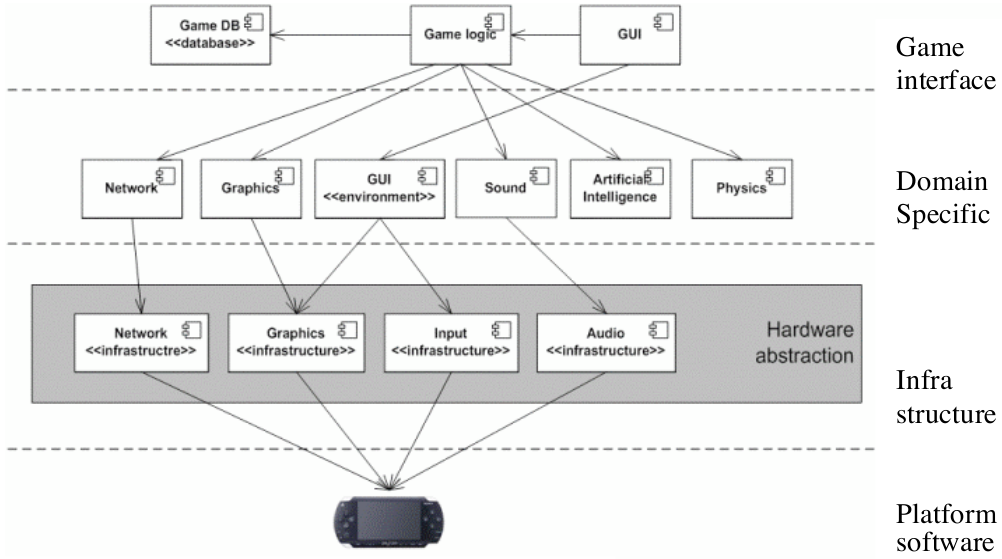 Game DB
<<database>>
Game logic
GUI
Game
interface
Network
Graphics
GUI
<<environment>>
Sound
Artificial
Intelligence
Physics
Domain
Specific
Network
<<infrastructre>>
Graphics
<<infrastructure>>
Input
<<infrastructure>>
Audio
<<infrastructure>>
Hardware
abstraction
Infra
structure
Platform
software